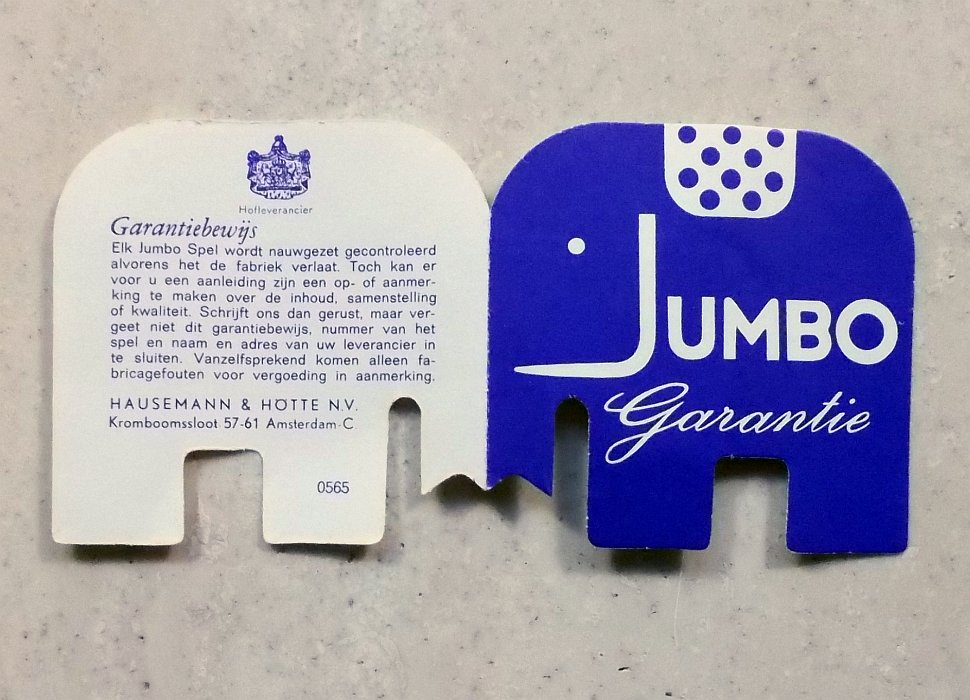 Hofleverancier
Garantiebewijs
Elk Jumbo Spel wordt nauwgezet gecontroleerd
alvorens het de fabriek verlaat. Toch kan er
voor u een aanleiding zijn een op- of aanmer-
king te maken over de inhoud, samenstelling
of kwaliteit. Schrijft ons dan gerust, maar ver-
geet niet dit garantiebewijs, nummer van het
spel en naam en adres van uw leverancier in
te sluiten. Vanzelfsprekend komen alleen fa-
bricagefouten voor vergoeding in aanmerking.
HAUSEMANN & HÖTTE N.V.
Kromboomssloot 57-61 Amsterdam-C
0565
JUMBO
Garantie